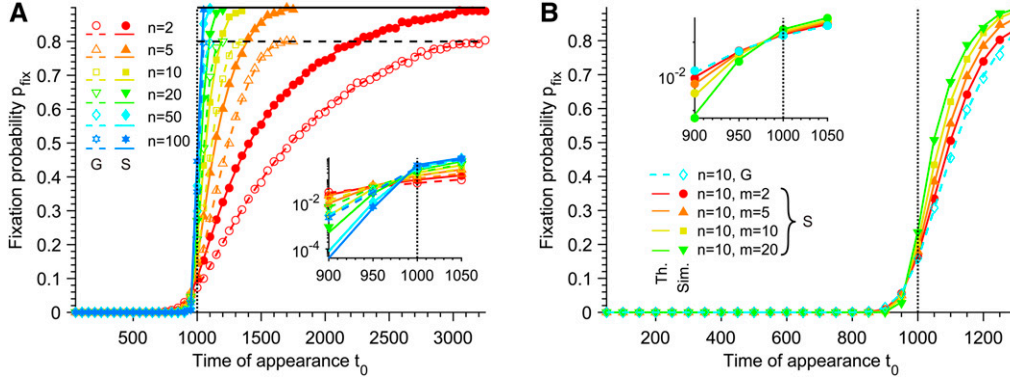 A
Fixation probability p_fix
0.9
0.8
0.7
0.6
0.5
0.4
0.3
0.2
0.1
0
n=2
n=5
n=10
n=20
n=50
n=100
G S
10^-2
10^-4
900 950 1000 1050
500 1000 1500 2000 2500 3000
Time of appearance t_0
B
Fixation probability p_fix
0.9
0.8
0.7
0.6
0.5
0.4
0.3
0.2
0.1
0
10^-2
900 950 1000 1050
n=10, G
n=10, m=2
n=10, m=5
n=10, m=10
n=10, m=20
S
Th.
Sim.
200 400 600 800 1000 1200
Time of appearance t_0